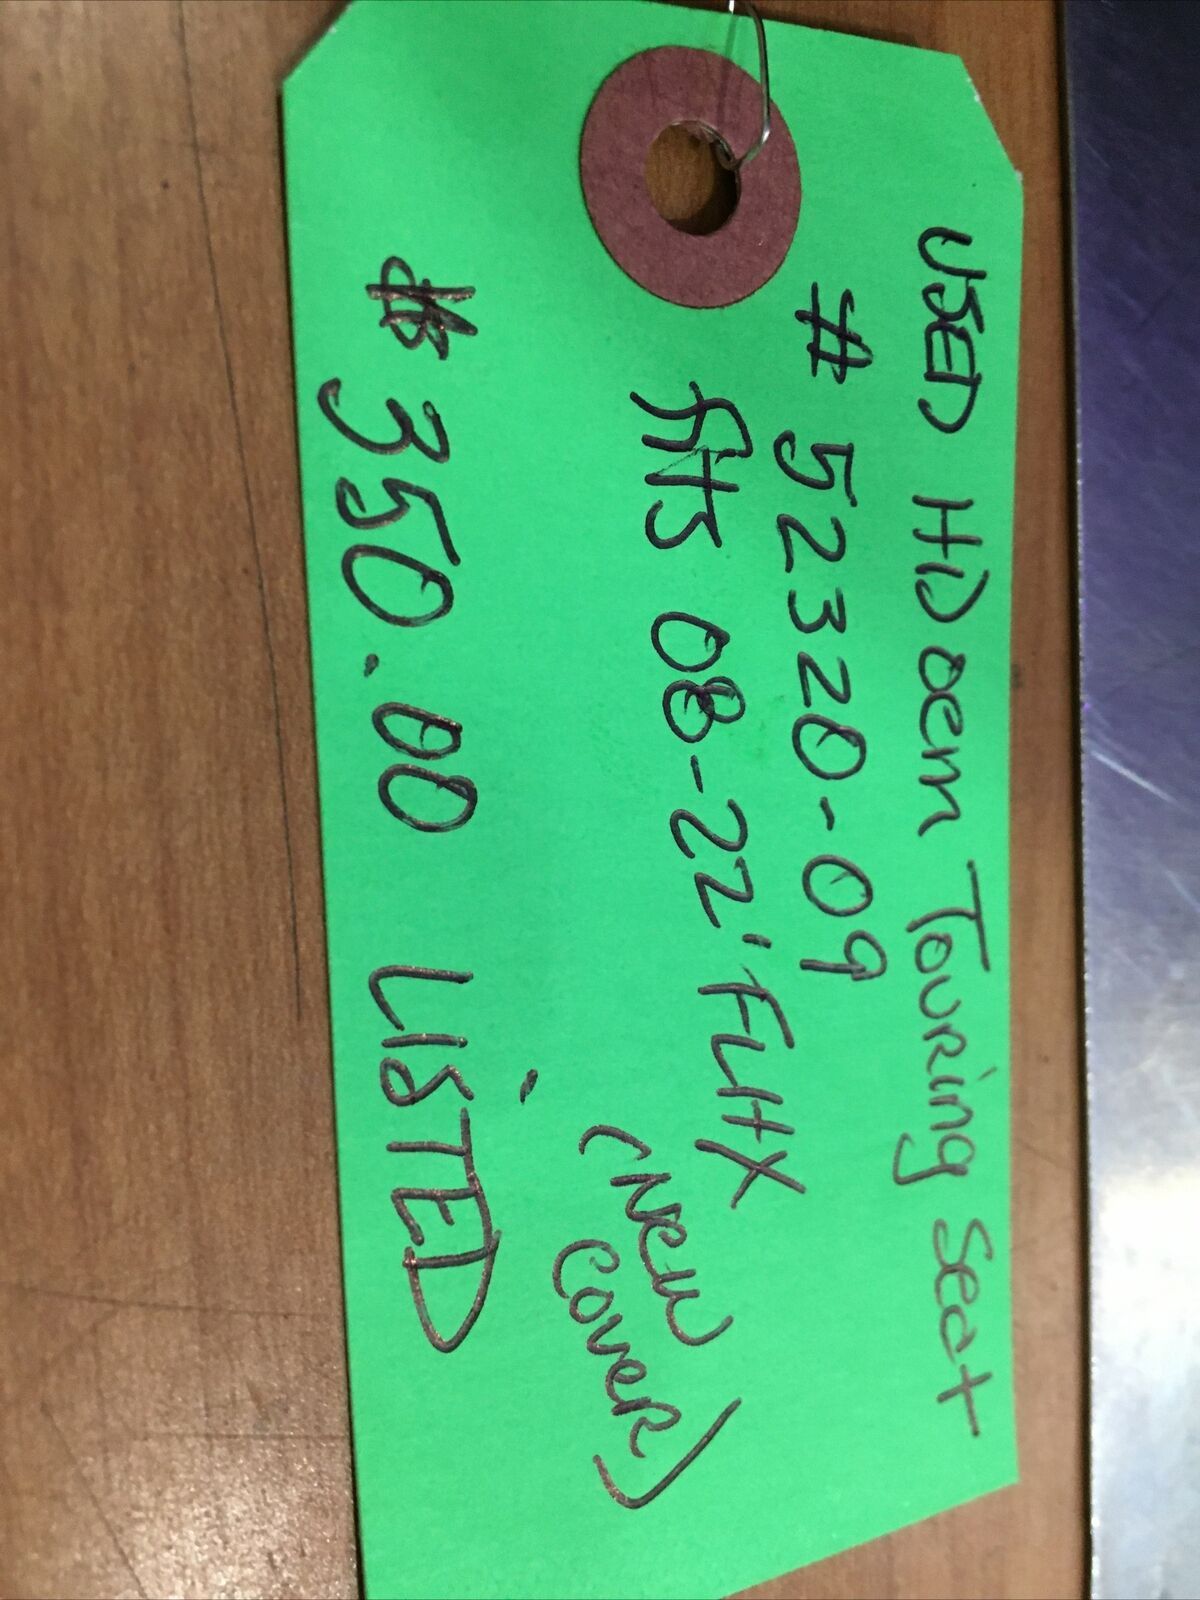 USED HD oem Touring Seat
# 52320-09
fits 08-22' FLHX
(New
Cover)
$350.00 LISTED